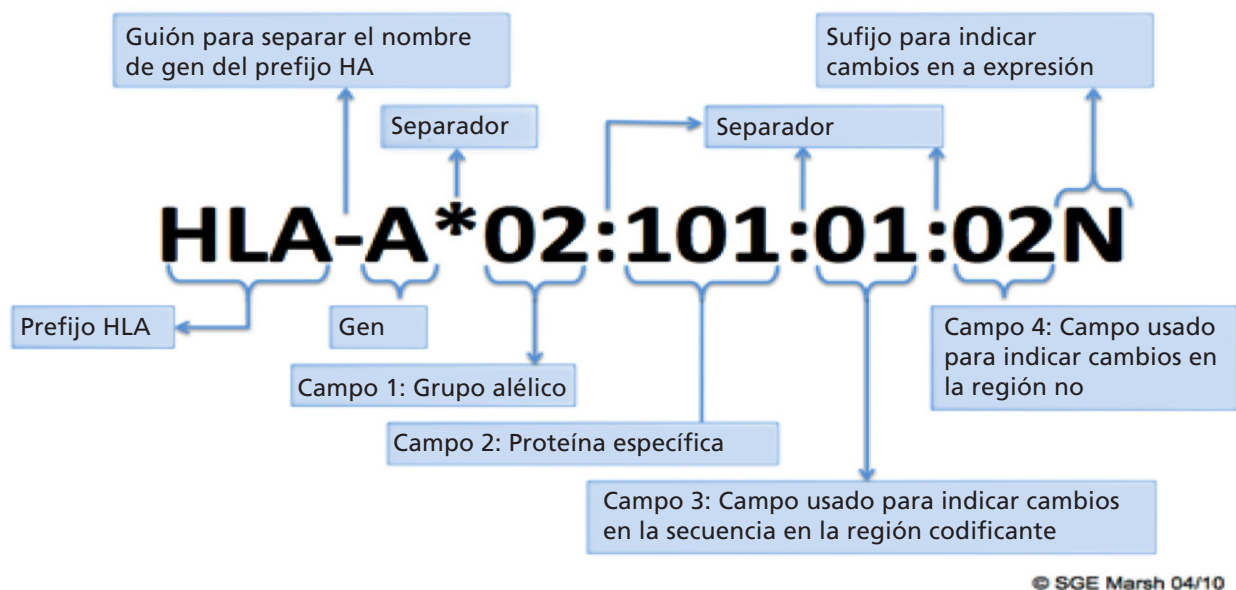 Guión para separar el nombre
de gen del prefijo HA
Sufijo para indicar
cambios en a expresión
Separador
Separador
HLA-A*02:101:01:02N
Prefijo HLA
Gen
Campo 4: Campo usado
para indicar cambios en
la región no
Campo 1: Grupo alélico
Campo 2: Proteína específica
Campo 3: Campo usado para indicar cambios
en la secuencia en la región codificante
© SGE Marsh 04/10